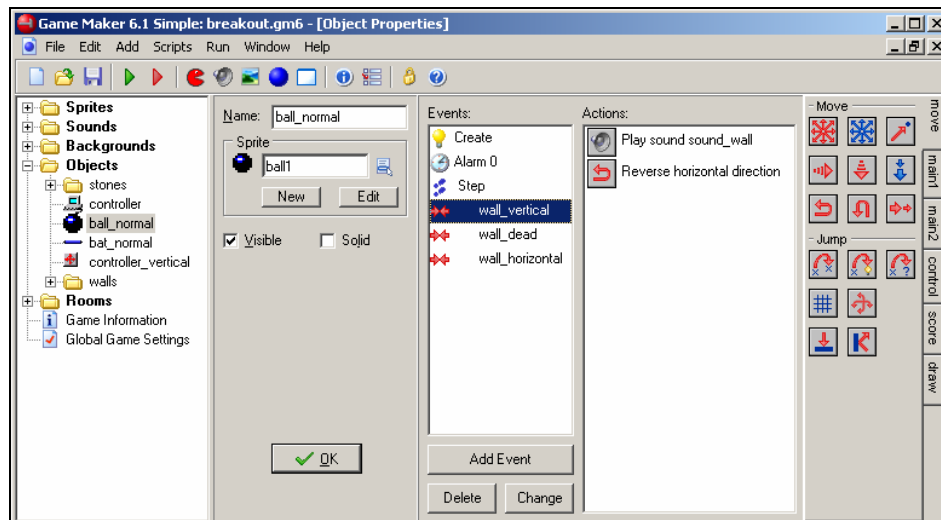 Game Maker 6.1 Simple: breakout.gm6 - [Object Properties]
File Edit Add Scripts Run Window Help
Sprites
Sounds
Backgrounds
Objects
stones
controller
ball_normal
bat_normal
controller_vertical
walls
Rooms
Game Information
Global Game Settings
Name: ball_normal
Sprite
ball1
New Edit
Visible Solid
OK
Events:
Create
Alarm 0
Step
wall_vertical
wall_dead
wall_horizontal
Add Event
Delete Change
Actions:
Play sound sound_wall
Reverse horizontal direction
Move
Jump
move
main1
main2
control
score
draw